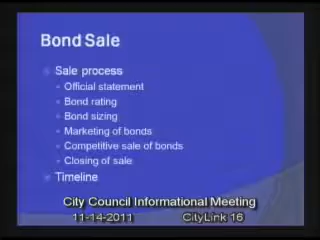 Bond Sale
Sale process
Official statement
Bond rating
Bond sizing
Marketing of bonds
Competitive sale of bonds
Closing of sale
Timeline
City Council Informational Meeting
11-14-2011 CityLink 16